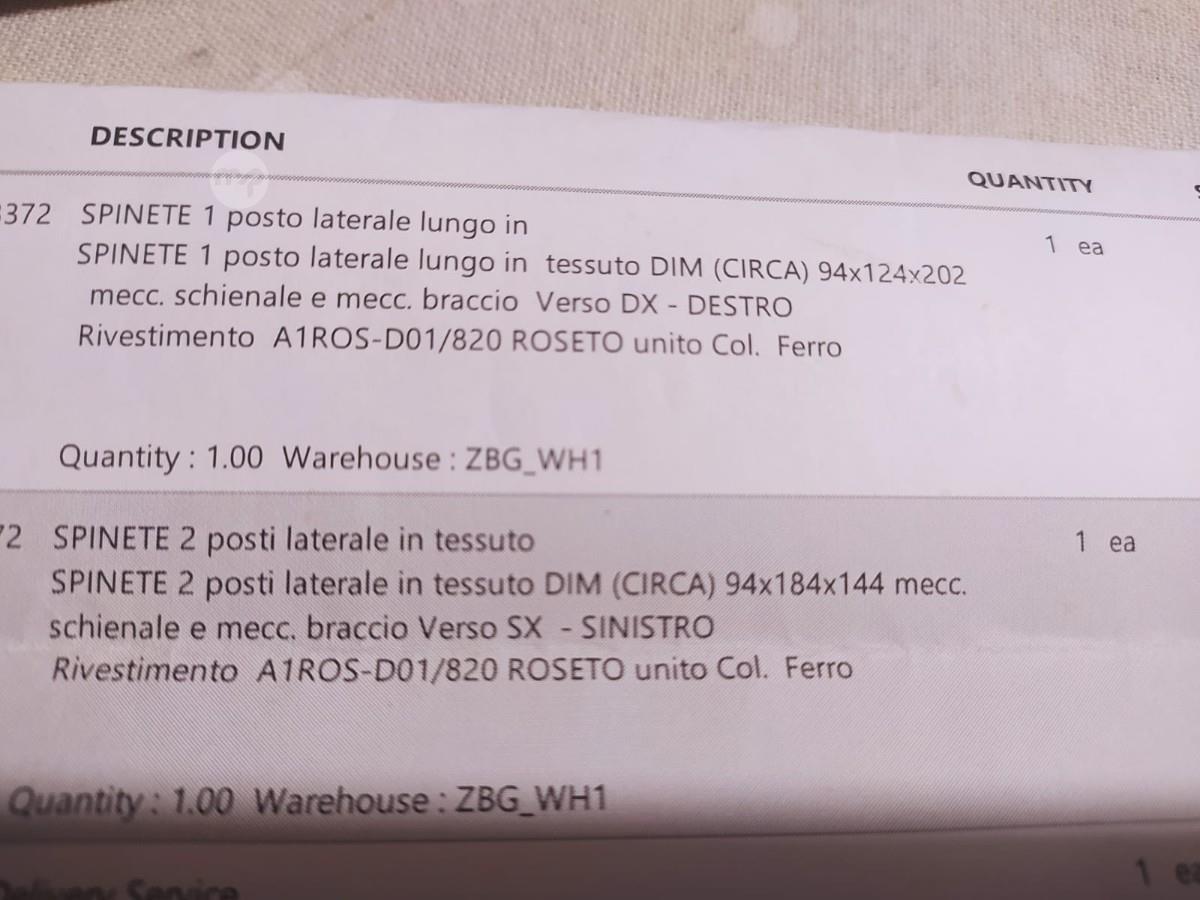 DESCRIPTION
QUANTITY
372 SPINETE 1 posto laterale lungo in
1 ea
SPINETE 1 posto laterale lungo in tessuto DIM (CIRCA) 94x124x202
mecc. schienale e mecc. braccio Verso DX - DESTRO
Rivestimento A1ROS-D01/820 ROSETO unito Col. Ferro
Quantity : 1.00 Warehouse : ZBG_WH1
72 SPINETE 2 posti laterale in tessuto
1 ea
SPINETE 2 posti laterale in tessuto DIM (CIRCA) 94x184x144 mecc.
schienale e mecc. braccio Verso SX - SINISTRO
Rivestimento A1ROS-D01/820 ROSETO unito Col. Ferro
Quantity : 1.00 Warehouse : ZBG_WH1
Delivery Service
1 ea